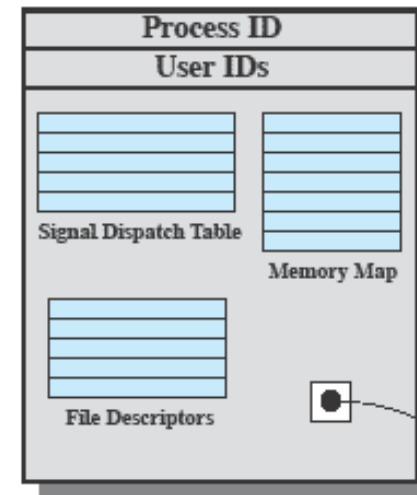 Process ID
User IDs
Signal Dispatch Table
Memory Map
File Descriptors